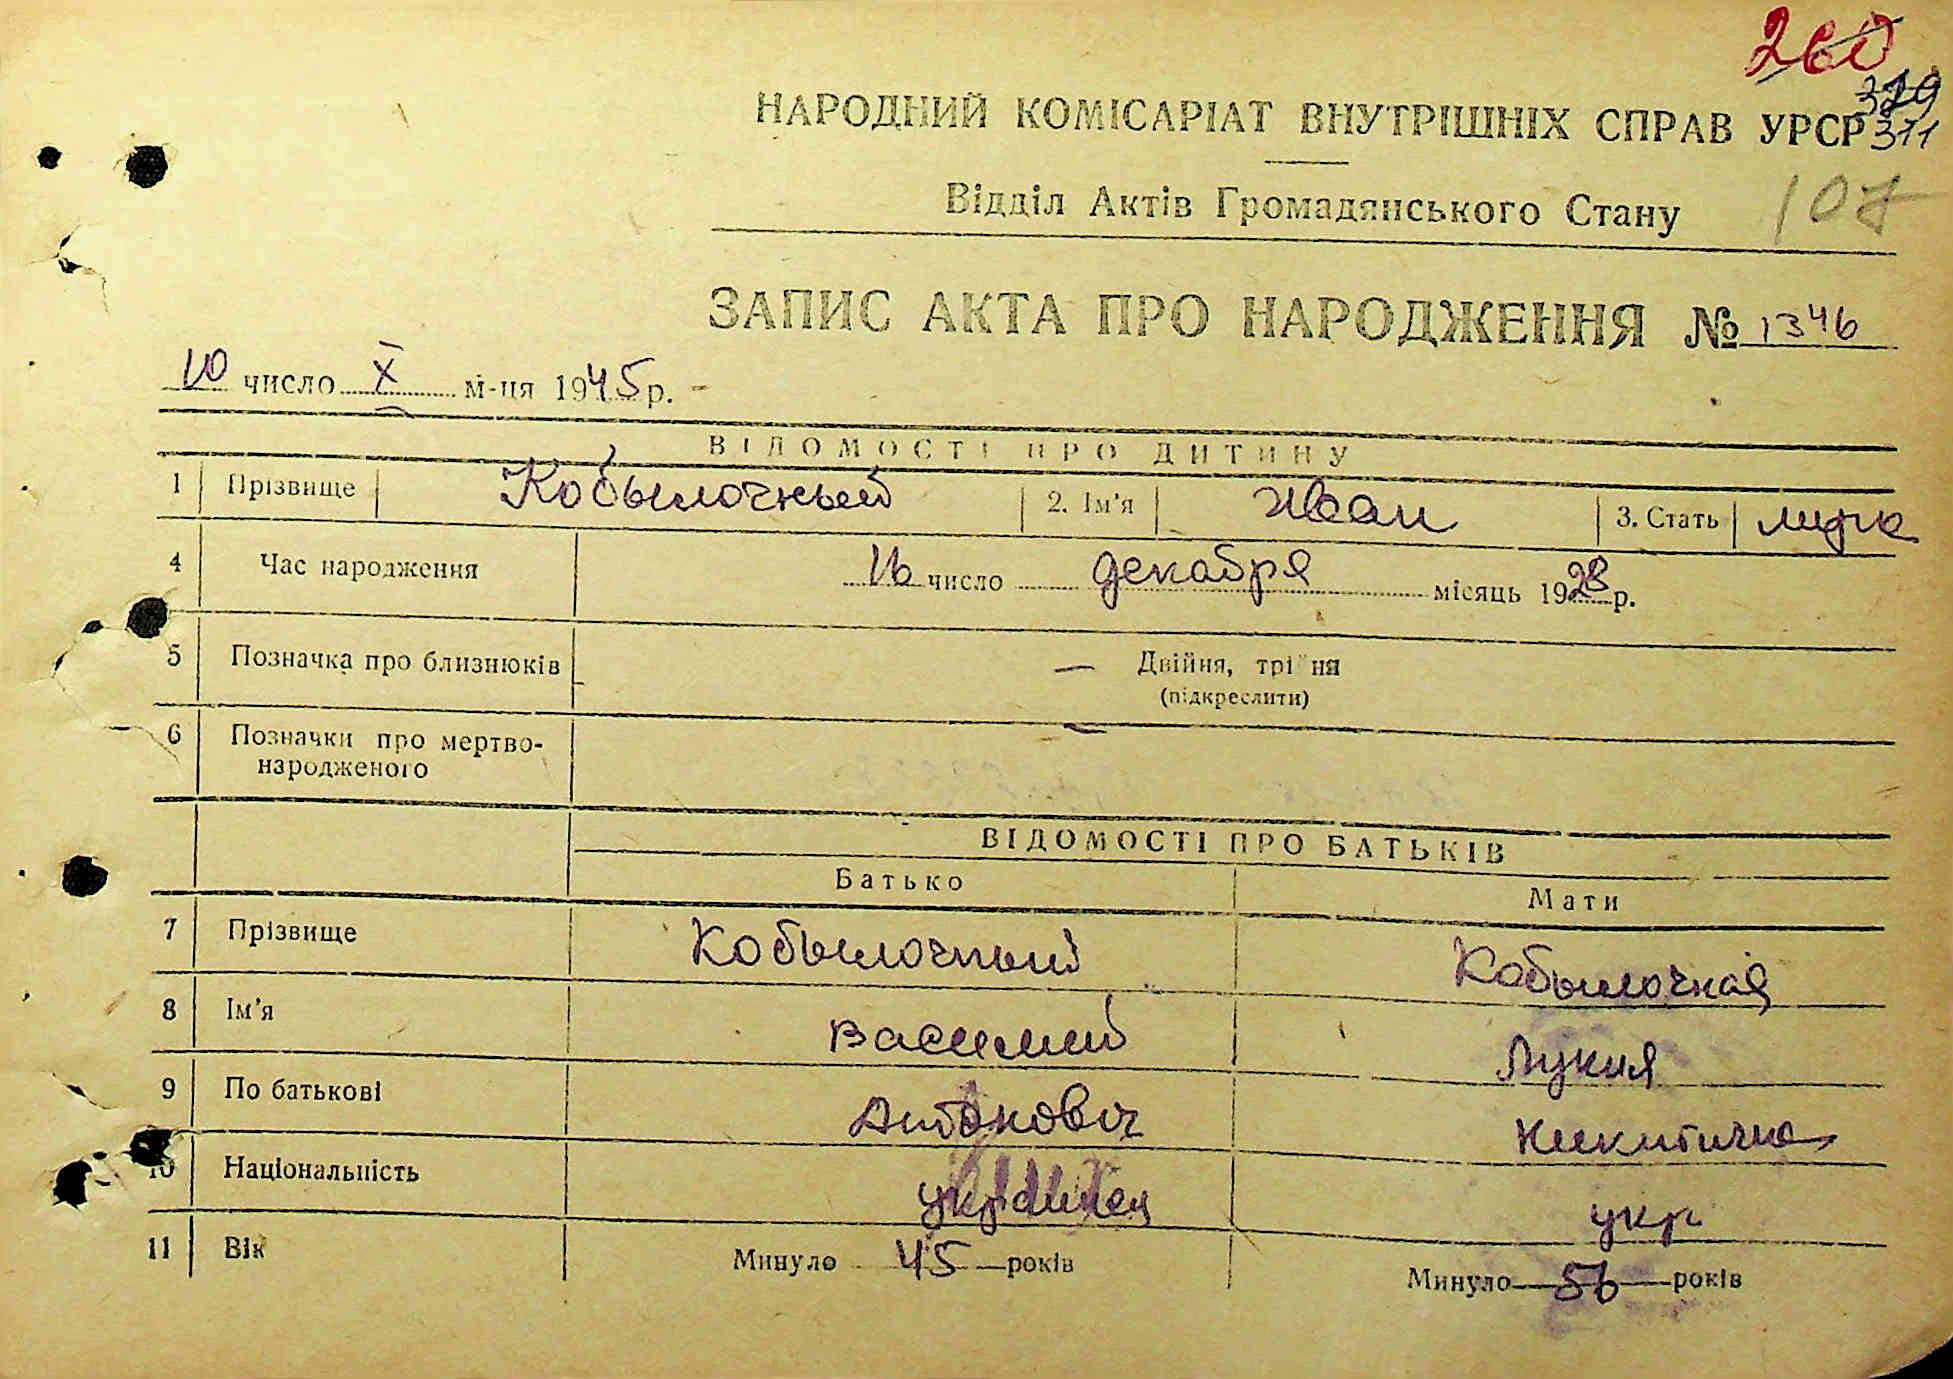 260
329
НАРОДНИЙ КОМІСАРІАТ ВНУТРІШНІХ СПРАВ УРСР 311
Відділ Актів Громадянського Стану 107
ЗАПИС АКТА ПРО НАРОДЖЕННЯ № 1346
10 число X м-ця 1945 р.
ВІДОМОСТІ ПРО ДИТИНУ
1 Прізвище Кобылочный 2. Ім'я Иван 3. Стать мужс
4 Час народження 16 число декабря місяць 1928 р.
5 Позначка про близнюків — Двійня, трійня
(підкреслити)
6 Позначки про мертво-
народженого —
ВІДОМОСТІ ПРО БАТЬКІВ
Батько Мати
7 Прізвище Кобылочный Кобылочная
8 Ім'я Василий Лукия
9 По батькові Антонович Никитична
10 Національність украинец укр
11 Вік Минуло 45 років Минуло 56 років